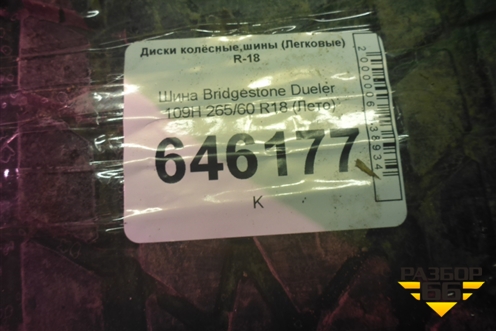 Диски колесные,шины (Легковые)
R-18
Шина Bridgestone Dueler
109H 265/60 R18 (Лето)
646177
K
РАЗБОР
66